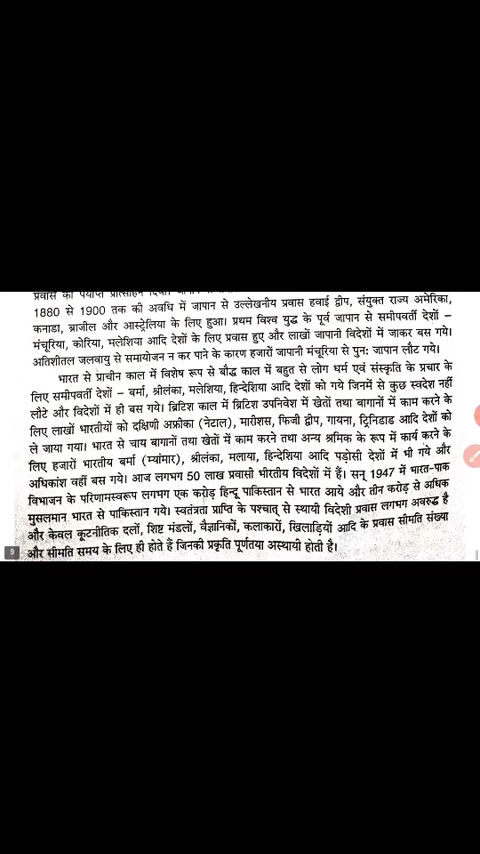 प्रवास को पर्याप्त प्रोत्साहन दिया।
1880 से 1900 तक की अवधि में जापान से उल्लेखनीय प्रवास हवाई द्वीप, संयुक्त राज्य अमेरिका,
कनाडा, ब्राजील और आस्ट्रेलिया के लिए हुआ। प्रथम विश्व युद्ध के पूर्व जापान से समीपवर्ती देशों –
मंचूरिया, कोरिया, मलेशिया आदि देशों के लिए प्रवास हुए और लाखों जापानी विदेशों में जाकर बस गये।
अतिशीतल जलवायु से समायोजन न कर पाने के कारण हजारों जापानी मंचूरिया से पुनः जापान लौट गये।
भारत से प्राचीन काल में विशेष रूप से बौद्ध काल में बहुत से लोग धर्म एवं संस्कृति के प्रचार के
लिए समीपवर्ती देशों – बर्मा, श्रीलंका, मलेशिया, हिन्देशिया आदि देशों को गये जिनमें से कुछ स्वदेश नहीं
लौटे और विदेशों में ही बस गये। ब्रिटिश काल में ब्रिटिश उपनिवेश में खेतों तथा बागानों में काम करने के
लिए लाखों भारतीयों को दक्षिणी अफ्रीका (नेटाल), मारीशस, फिजी द्वीप, गायना, ट्रिनिडाड आदि देशों को
ले जाया गया। भारत से चाय बागानों तथा खेतों में काम करने तथा अन्य श्रमिक के रूप में कार्य करने के
लिए हजारों भारतीय बर्मा (म्यांमार), श्रीलंका, मलाया, हिन्देशिया आदि पड़ोसी देशों में भी गये और
अधिकांश वहीं बस गये। आज लगभग 50 लाख प्रवासी भीरतीय विदेशों में हैं। सन् 1947 में भारत-पाक
विभाजन के परिणामस्वरूप लगभग एक करोड़ हिन्दू पाकिस्तान से भारत आये और तीन करोड़ से अधिक
मुसलमान भारत से पाकिस्तान गये। स्वतंत्रता प्राप्ति के पश्चात् से स्थायी विदेशी प्रवास लगभग अवरुद्ध है
और केवल कूटनीतिक दलों, शिष्ट मंडलों, वैज्ञानिकों, कलाकारों, खिलाड़ियों आदि के प्रवास सीमति संख्या
और सीमति समय के लिए ही होते हैं जिनकी प्रकृति पूर्णतया अस्थायी होती है।
9